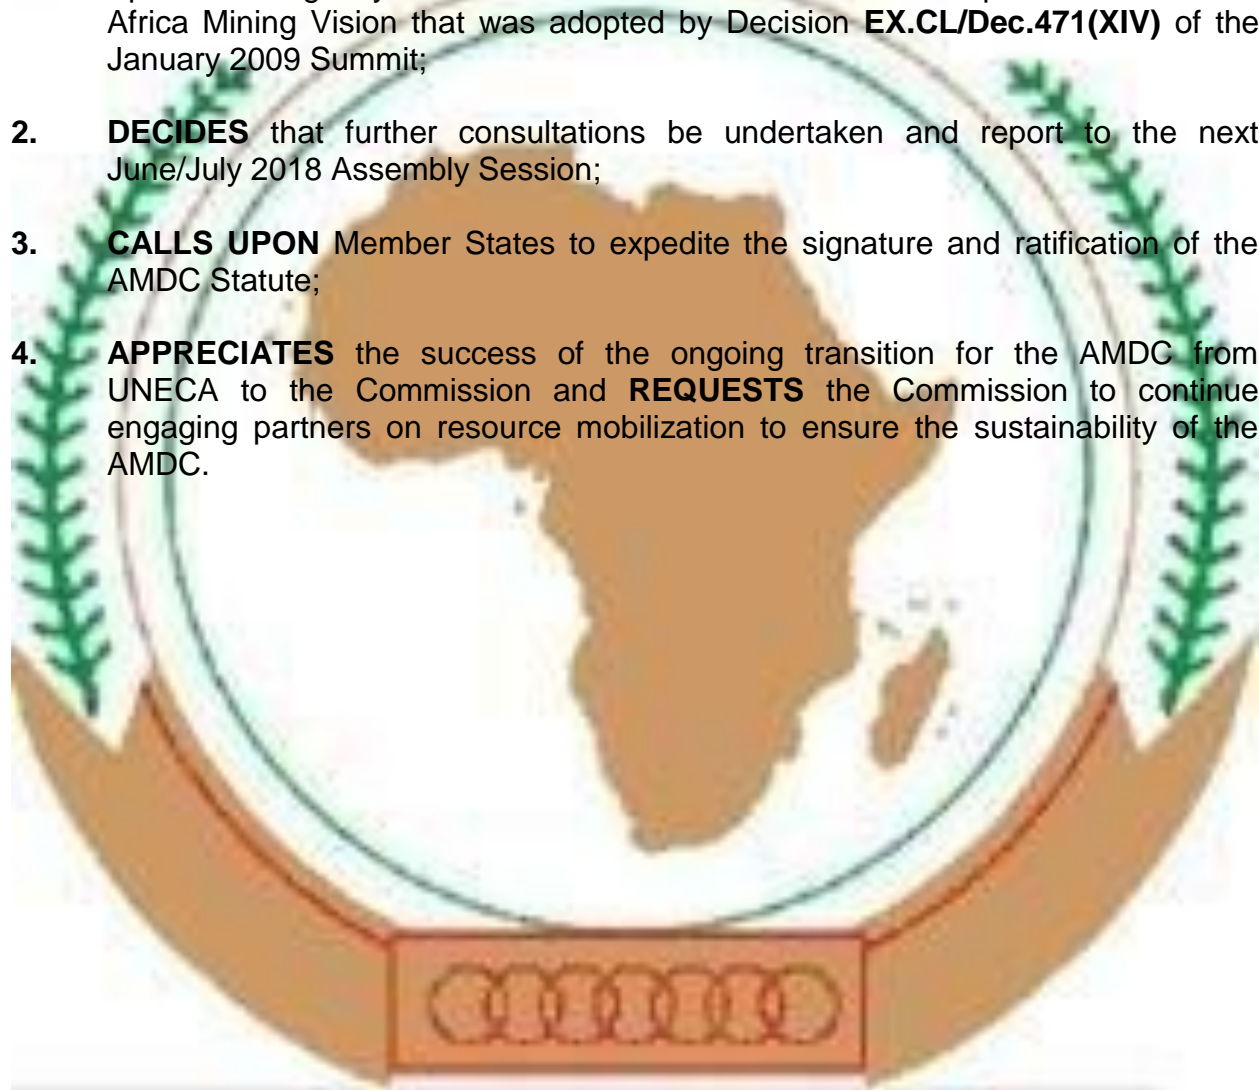 Africa Mining Vision that was adopted by Decision EX.CL/Dec.471(XIV) of the
January 2009 Summit;
2. DECIDES that further consultations be undertaken and report to the next
June/July 2018 Assembly Session;
3. CALLS UPON Member States to expedite the signature and ratification of the
AMDC Statute;
4. APPRECIATES the success of the ongoing transition for the AMDC from
UNECA to the Commission and REQUESTS the Commission to continue
engaging partners on resource mobilization to ensure the sustainability of the
AMDC.